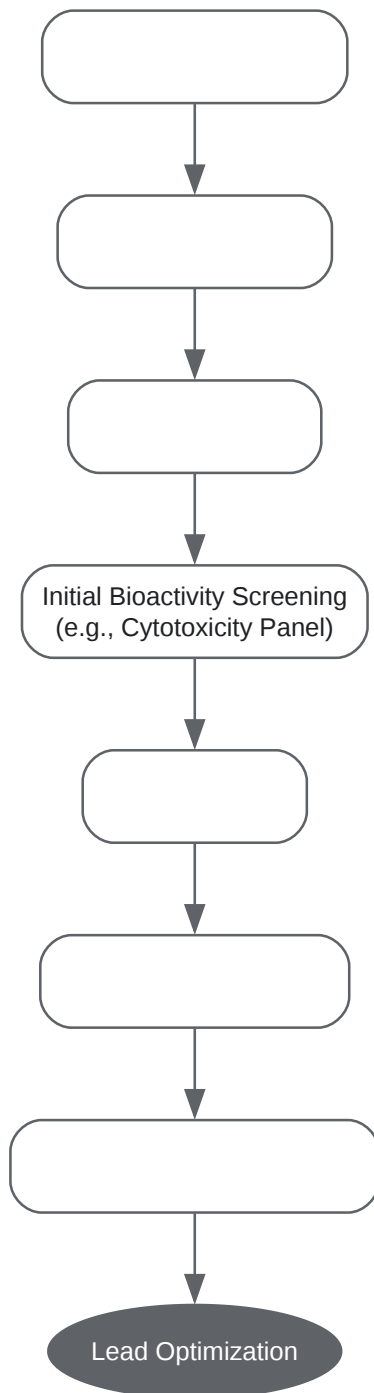 Initial Bioactivity Screening
(e.g., Cytotoxicity Panel)
Lead Optimization